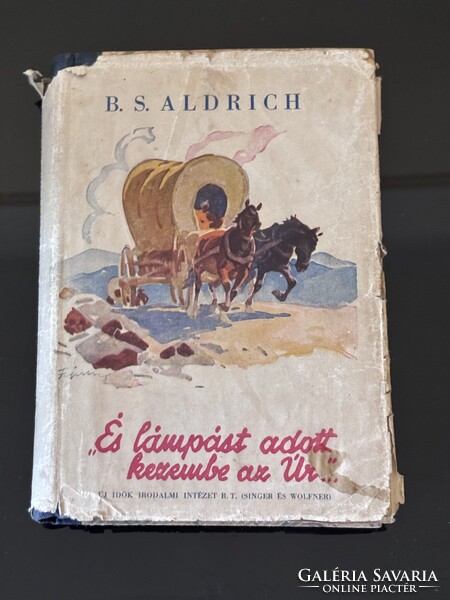 B. S. ALDRICH
„És lámpást adott
kezembe az Úr..."
ÚJ IDŐK IRODALMI INTÉZET R. T. (SINGER ÉS WOLFNER)
GALÉRIA SAVARIA
ONLINE PIACTÉR